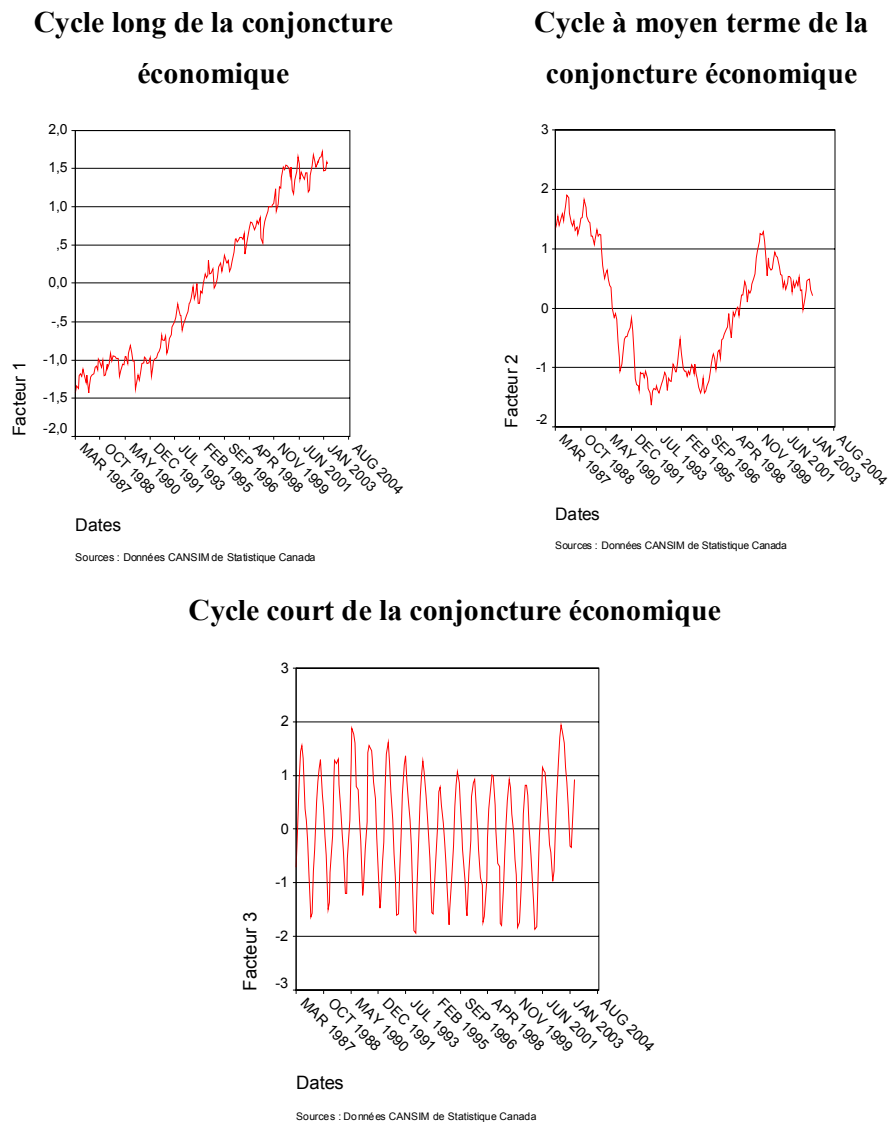 Cycle long de la conjoncture
économique
2,0
1,5
1,0
,5
0,0
-,5
-1,0
-1,5
-2,0
Facteur 1
MAR 1987
OCT 1988
MAY 1990
DEC 1991
JUL 1993
FEB 1995
SEP 1996
APR 1998
NOV 1999
JUN 2001
JAN 2003
AUG 2004
Dates
Sources : Données CANSIM de Statistique Canada
Cycle à moyen terme de la
conjoncture économique
3
2
1
0
-1
-2
Facteur 2
MAR 1987
OCT 1988
MAY 1990
DEC 1991
JUL 1993
FEB 1995
SEP 1996
APR 1998
NOV 1999
JUN 2001
JAN 2003
AUG 2004
Dates
Sources : Données CANSIM de Statistique Canada
Cycle court de la conjoncture économique
3
2
1
0
-1
-2
-3
Facteur 3
MAR 1987
OCT 1988
MAY 1990
DEC 1991
JUL 1993
FEB 1995
SEP 1996
APR 1998
NOV 1999
JUN 2001
JAN 2003
AUG 2004
Dates
Sources : Données CANSIM de Statistique Canada